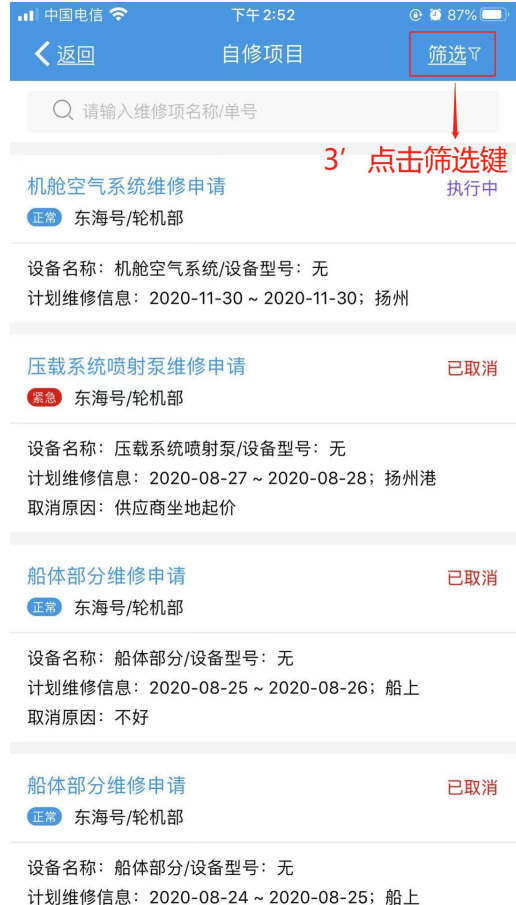 中国电信 下午2:52 87%
返回 自修项目 筛选
请输入维修项名称/单号
3′ 点击筛选键
机舱空气系统维修申请 执行中
正常 东海号/轮机部
设备名称：机舱空气系统/设备型号：无
计划维修信息：2020-11-30 ~ 2020-11-30；扬州
压载系统喷射泵维修申请 已取消
紧急 东海号/轮机部
设备名称：压载系统喷射泵/设备型号：无
计划维修信息：2020-08-27 ~ 2020-08-28；扬州港
取消原因：供应商坐地起价
船体部分维修申请 已取消
正常 东海号/轮机部
设备名称：船体部分/设备型号：无
计划维修信息：2020-08-25 ~ 2020-08-26；船上
取消原因：不好
船体部分维修申请 已取消
正常 东海号/轮机部
设备名称：船体部分/设备型号：无
计划维修信息：2020-08-24 ~ 2020-08-25；船上